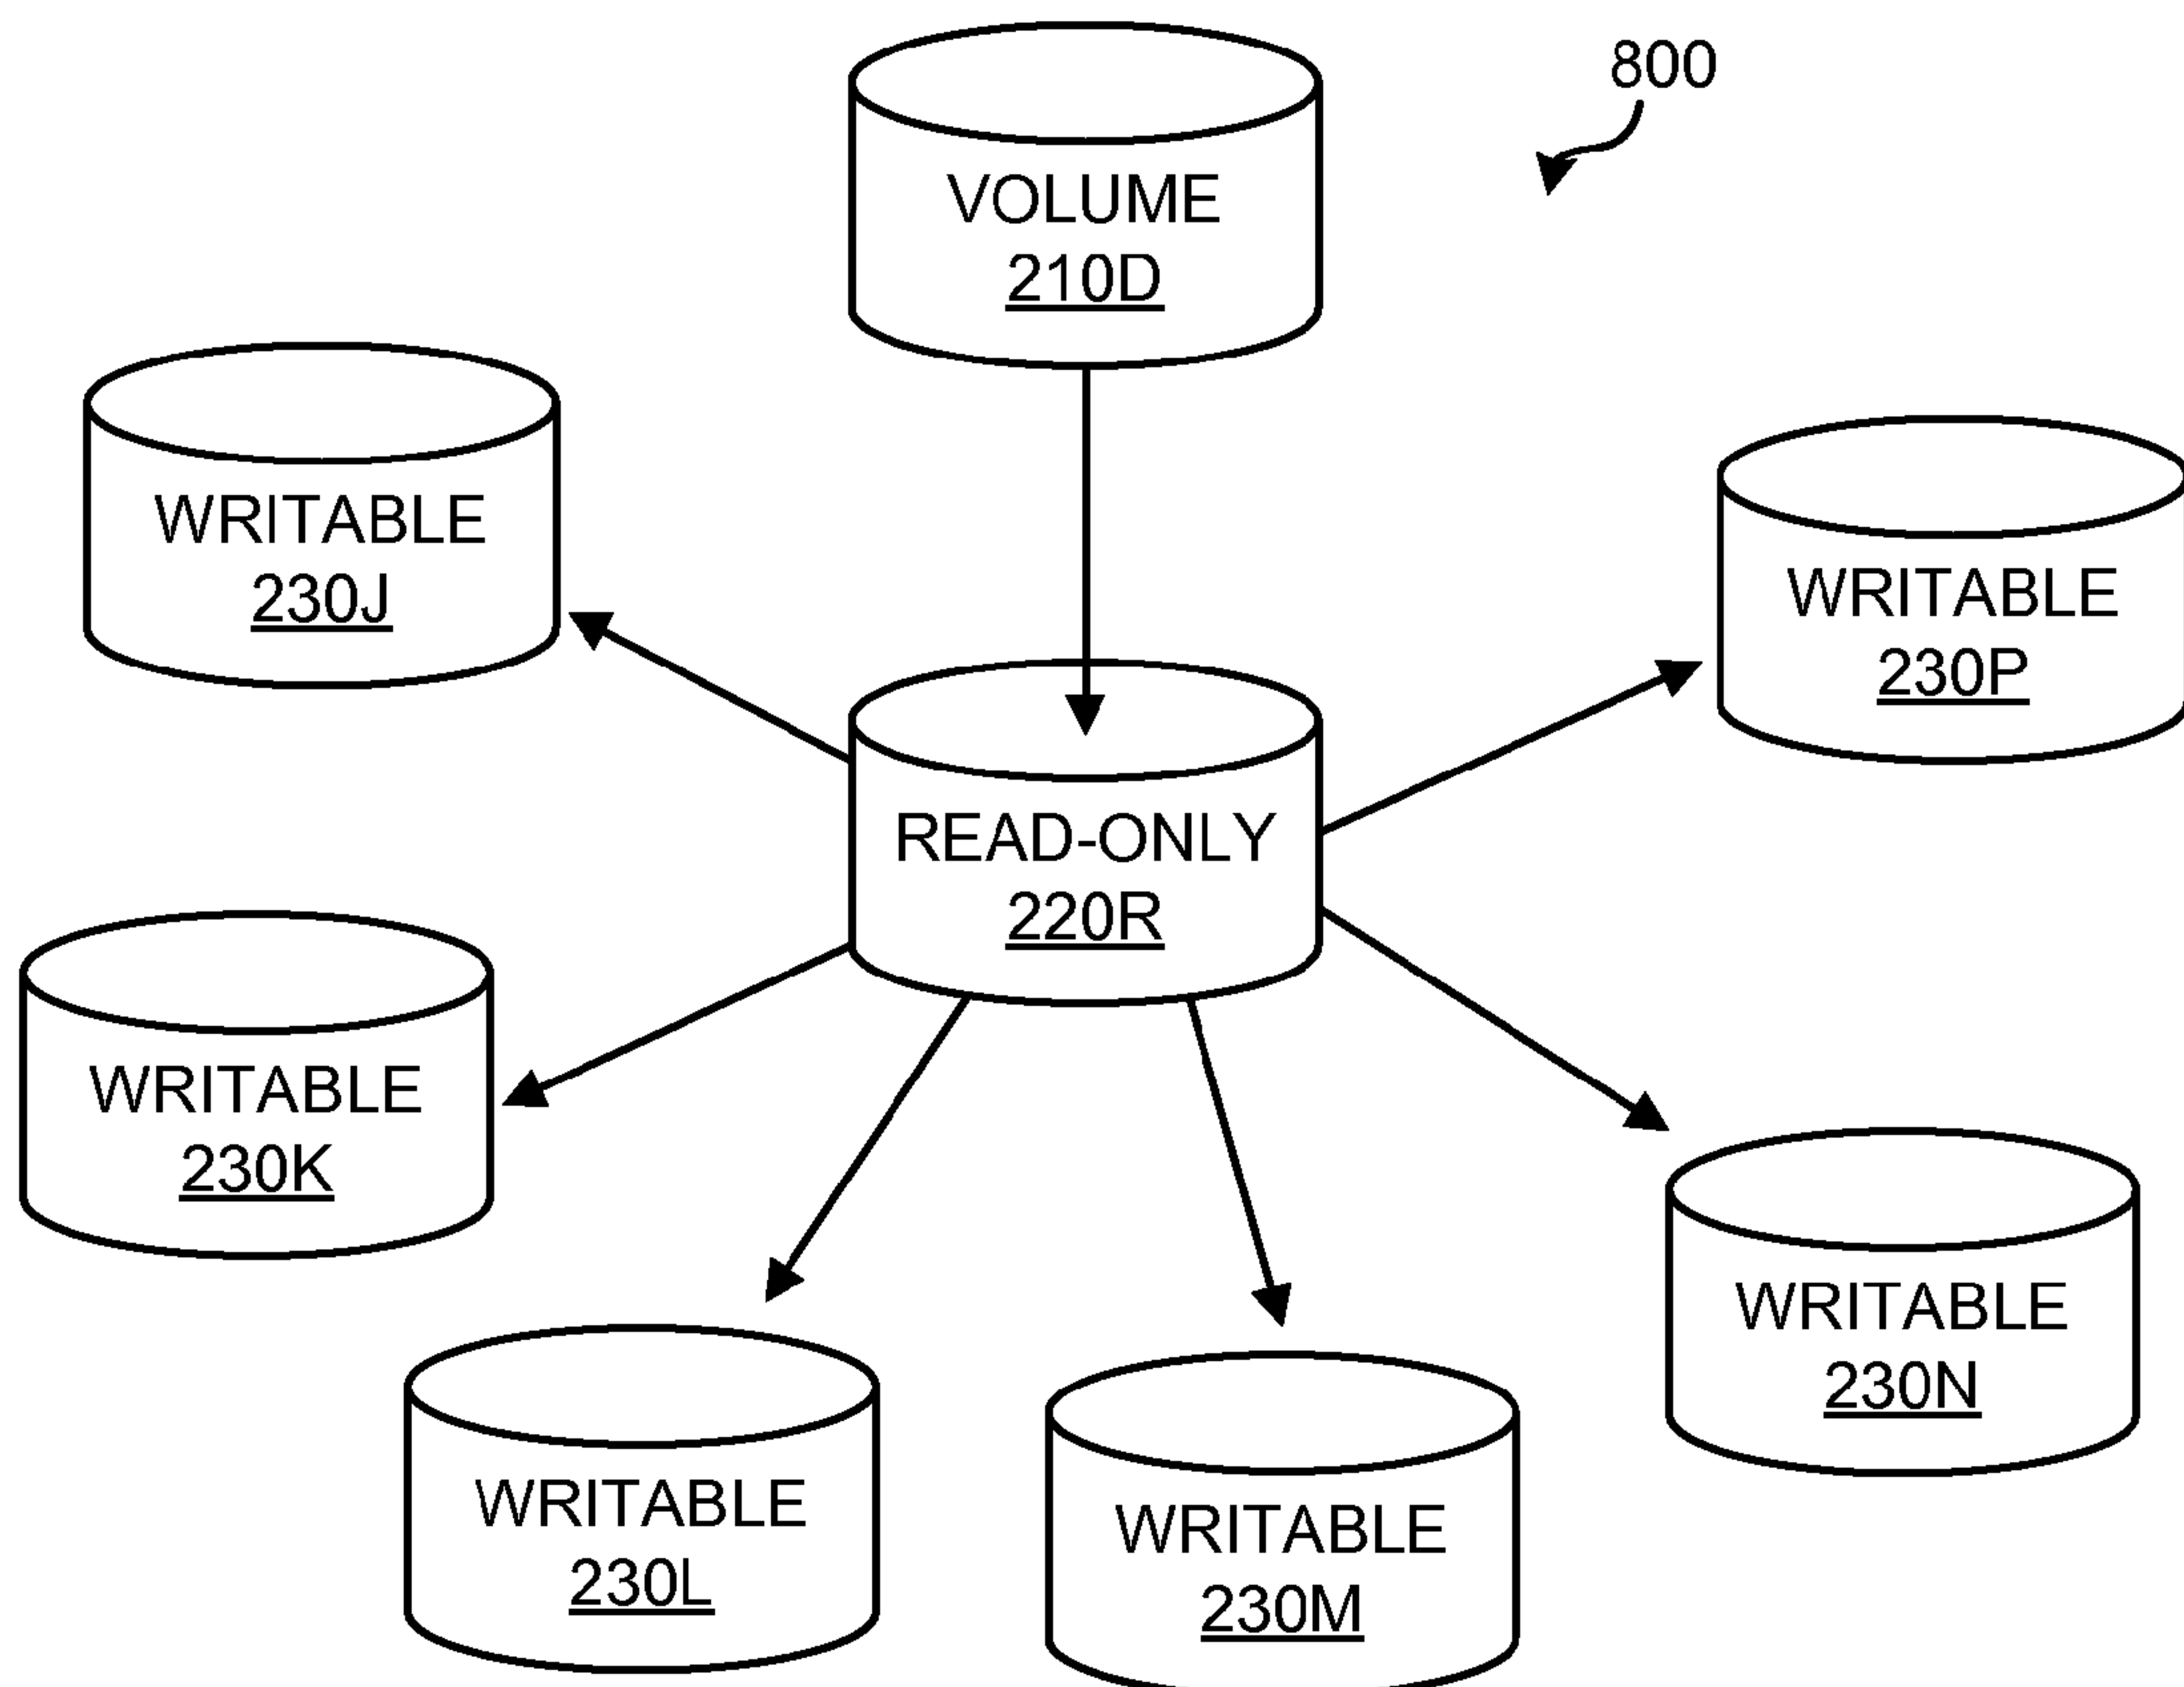 800
VOLUME
210D
WRITABLE
230J
WRITABLE
230P
READ-ONLY
220R
WRITABLE
230K
WRITABLE
230N
WRITABLE
230L
WRITABLE
230M